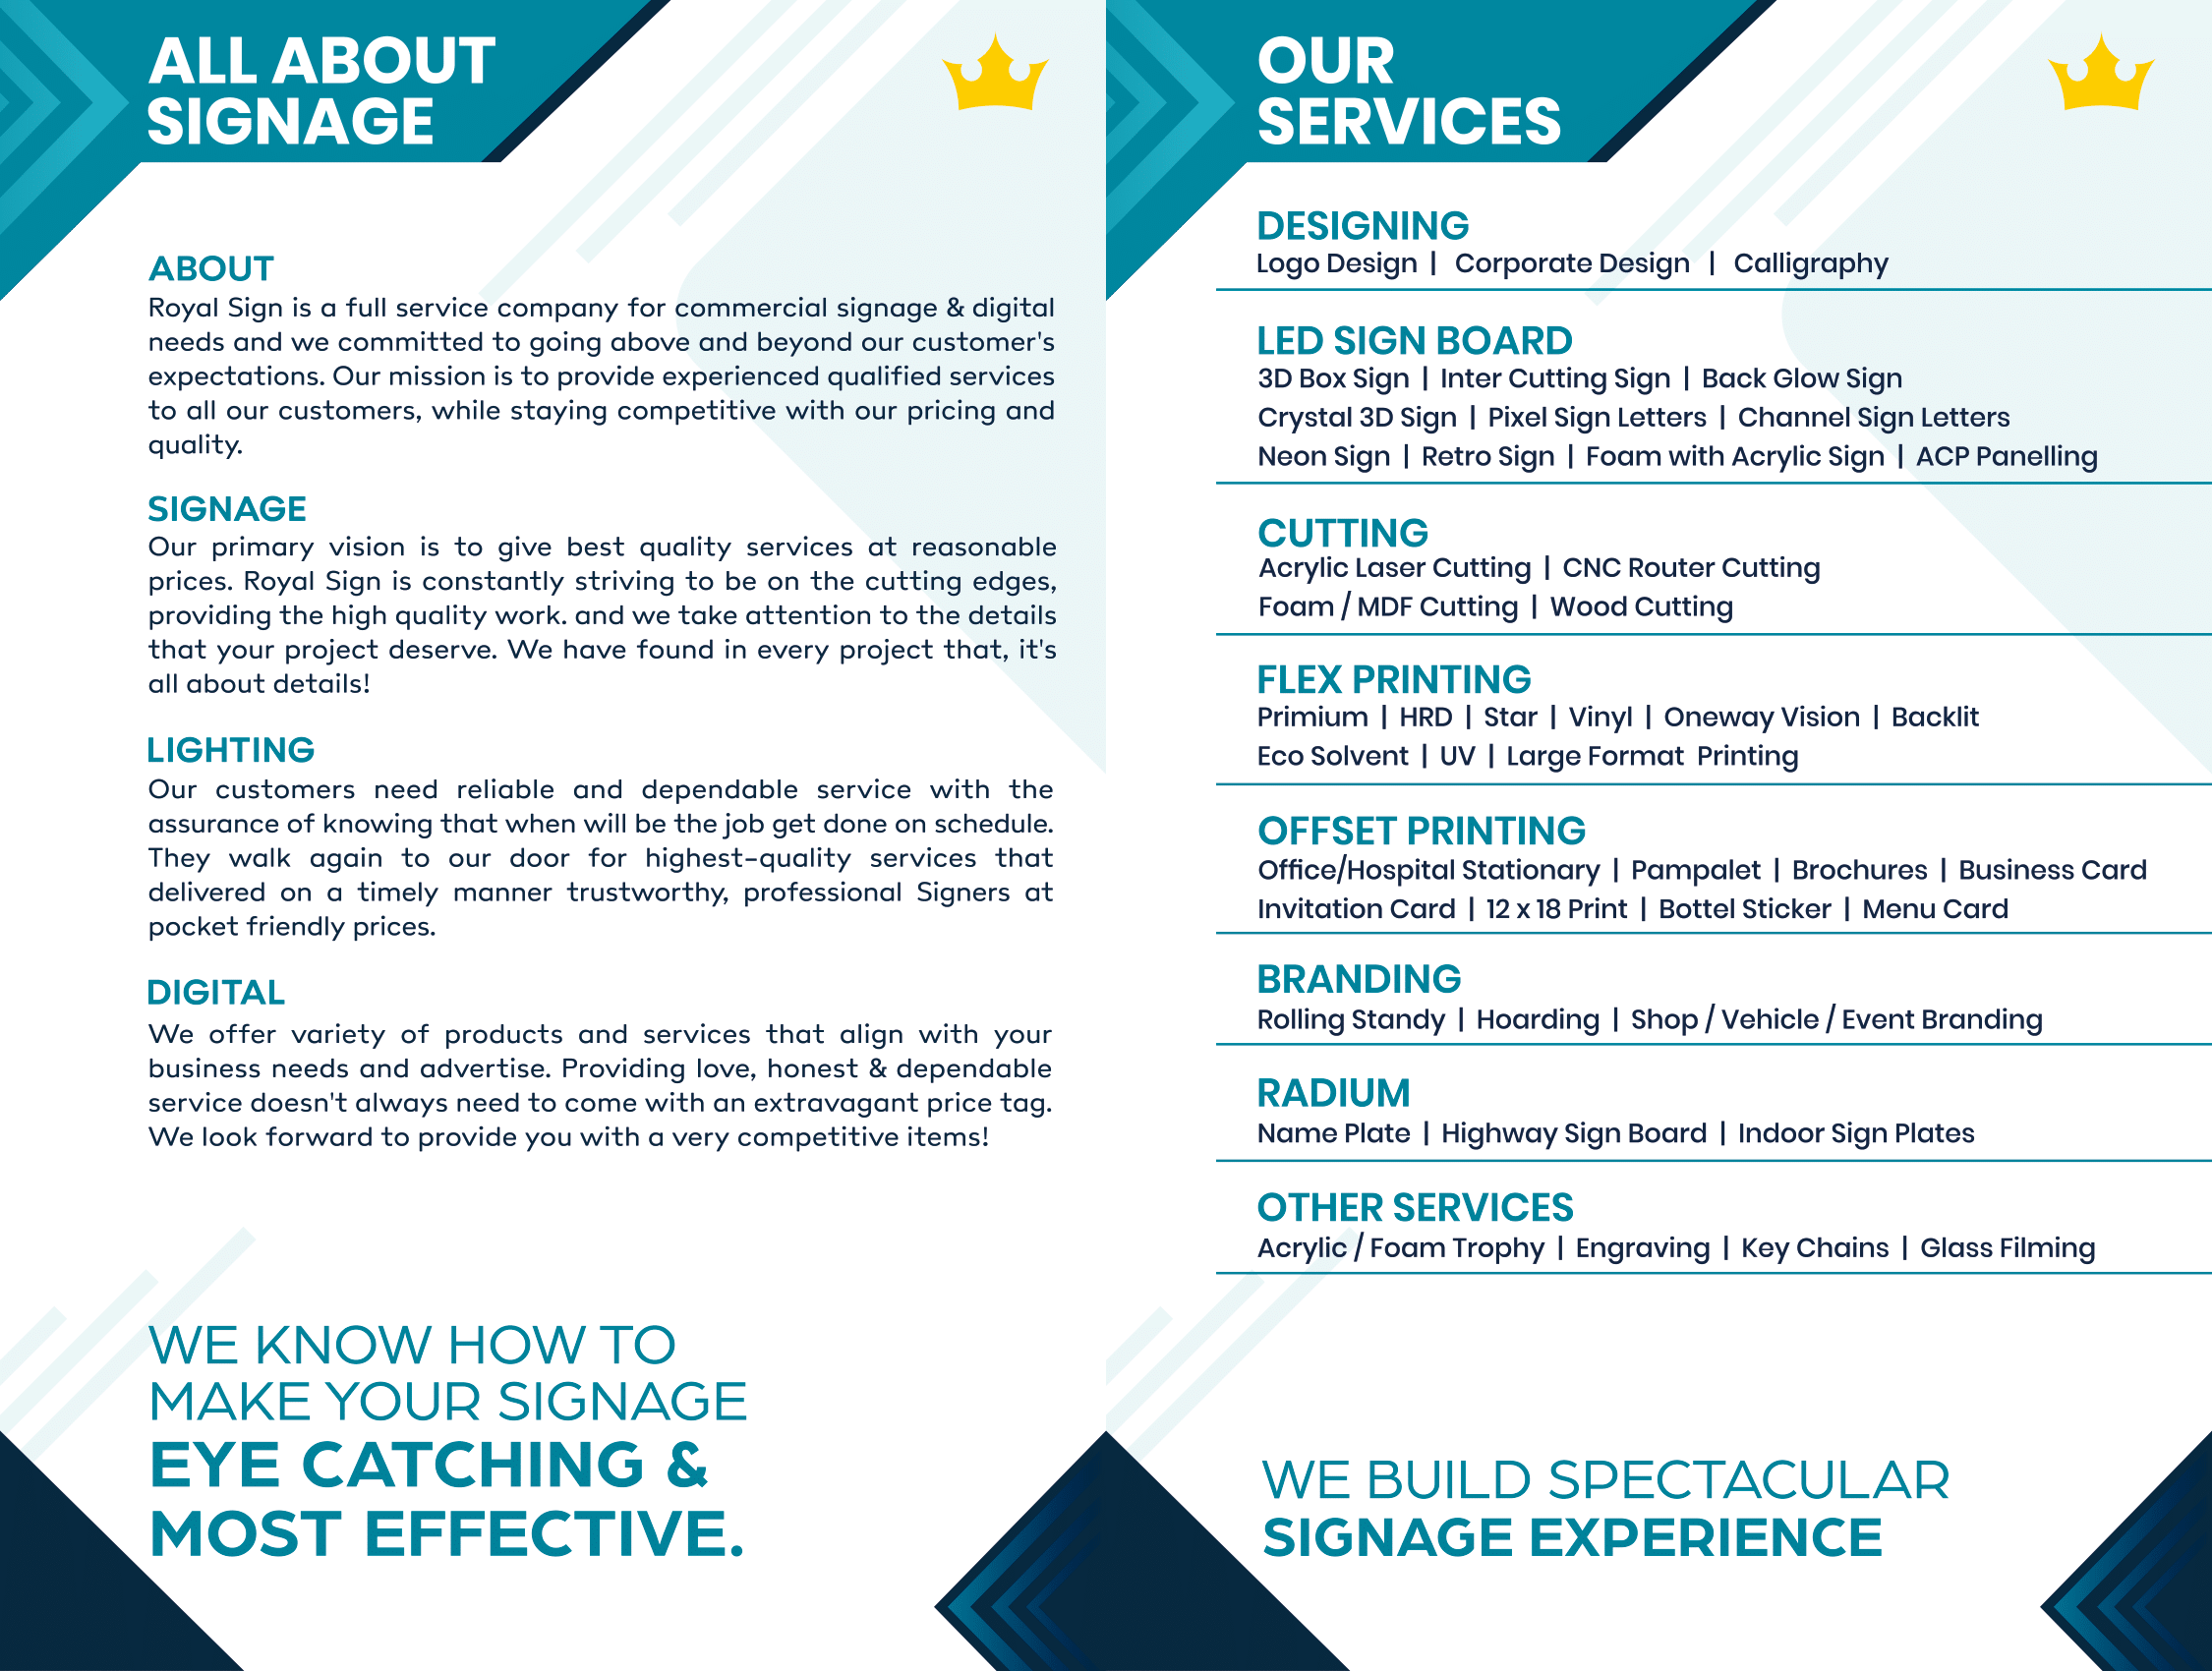 ALL ABOUT
SIGNAGE
ABOUT
Royal Sign is a full service company for commercial signage & digital
needs and we committed to going above and beyond our customer's
expectations. Our mission is to provide experienced qualified services
to all our customers, while staying competitive with our pricing and
quality.
SIGNAGE
Our primary vision is to give best quality services at reasonable
prices. Royal Sign is constantly striving to be on the cutting edges,
providing the high quality work. and we take attention to the details
that your project deserve. We have found in every project that, it's
all about details!
LIGHTING
Our customers need reliable and dependable service with the
assurance of knowing that when will be the job get done on schedule.
They walk again to our door for highest-quality services that
delivered on a timely manner trustworthy, professional Signers at
pocket friendly prices.
DIGITAL
We offer variety of products and services that align with your
business needs and advertise. Providing love, honest & dependable
service doesn't always need to come with an extravagant price tag.
We look forward to provide you with a very competitive items!
WE KNOW HOW TO
MAKE YOUR SIGNAGE
EYE CATCHING &
MOST EFFECTIVE.
OUR
SERVICES
DESIGNING
Logo Design | Corporate Design | Calligraphy
LED SIGN BOARD
3D Box Sign | Inter Cutting Sign | Back Glow Sign
Crystal 3D Sign | Pixel Sign Letters | Channel Sign Letters
Neon Sign | Retro Sign | Foam with Acrylic Sign | ACP Panelling
CUTTING
Acrylic Laser Cutting | CNC Router Cutting
Foam / MDF Cutting | Wood Cutting
FLEX PRINTING
Primium | HRD | Star | Vinyl | Oneway Vision | Backlit
Eco Solvent | UV | Large Format Printing
OFFSET PRINTING
Office/Hospital Stationary | Pampalet | Brochures | Business Card
Invitation Card | 12 x 18 Print | Bottel Sticker | Menu Card
BRANDING
Rolling Standy | Hoarding | Shop / Vehicle / Event Branding
RADIUM
Name Plate | Highway Sign Board | Indoor Sign Plates
OTHER SERVICES
Acrylic / Foam Trophy | Engraving | Key Chains | Glass Filming
WE BUILD SPECTACULAR
SIGNAGE EXPERIENCE